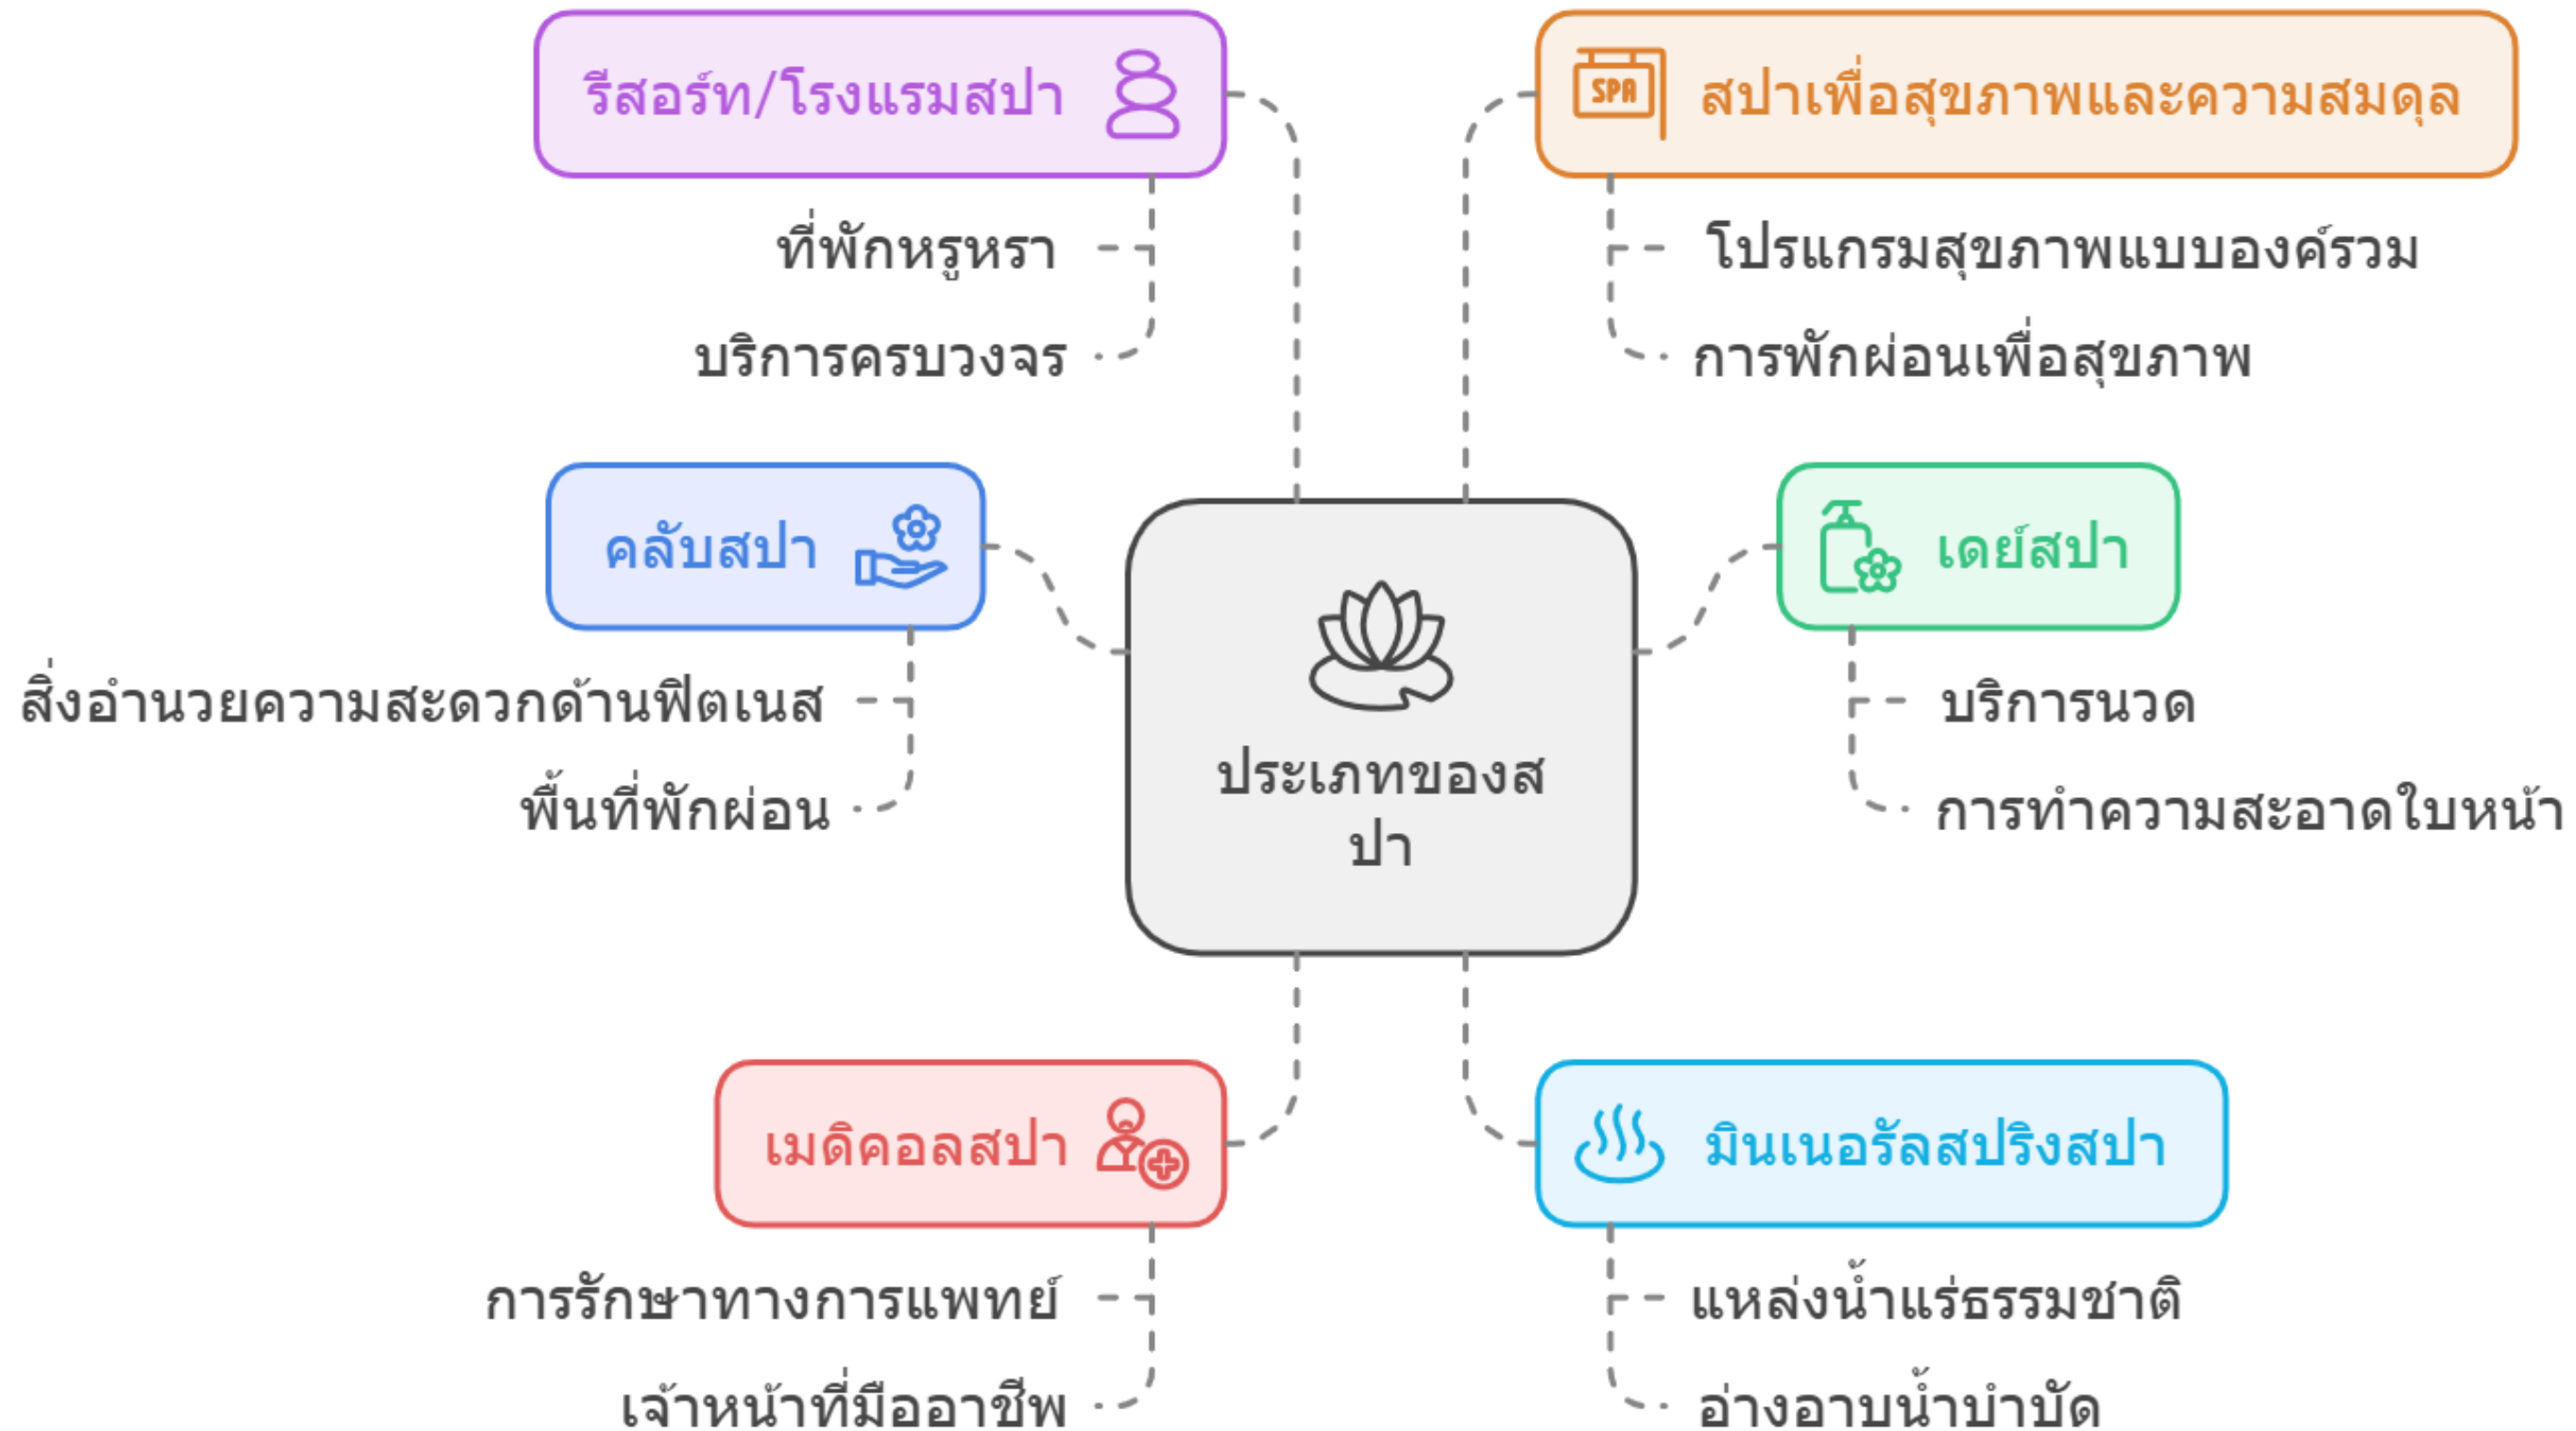 รีสอร์ท/โรงแรมสปา
ที่พักหรูหรา
บริการครบวงจร
SPA
สปาเพื่อสุขภาพและความสมดุล
โปรแกรมสุขภาพแบบองค์รวม
การพักผ่อนเพื่อสุขภาพ
คลับสปา
สิ่งอำนวยความสะดวกด้านฟิตเนส
พื้นที่พักผ่อน
ประเภทของส
ปา
เดย์สปา
บริการนวด
การทำความสะอาดใบหน้า
เมดิคอลสปา
การรักษาทางการแพทย์
เจ้าหน้าที่มืออาชีพ
มินเนอรัลสปริงสปา
แหล่งน้ำแร่ธรรมชาติ
อ่างอาบน้ำบำบัด